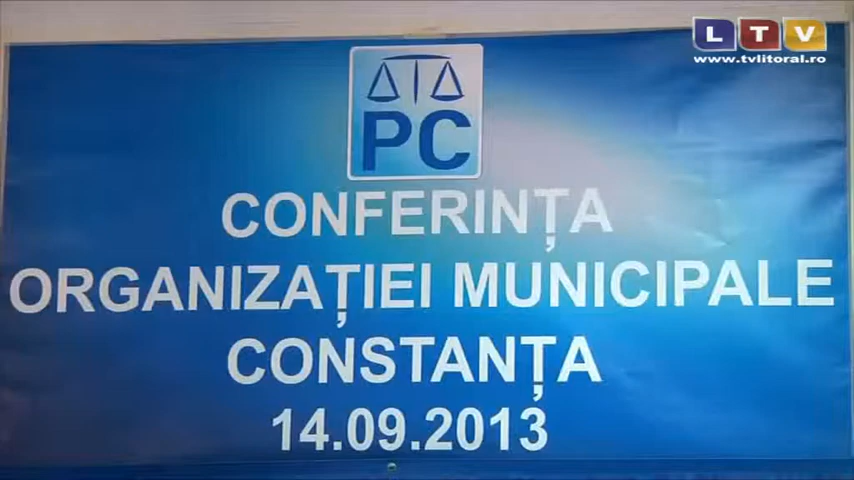 LTV
www.tvlitoral.ro
PC
CONFERINȚA
ORGANIZAȚIEI MUNICIPALE
CONSTANȚA
14.09.2013